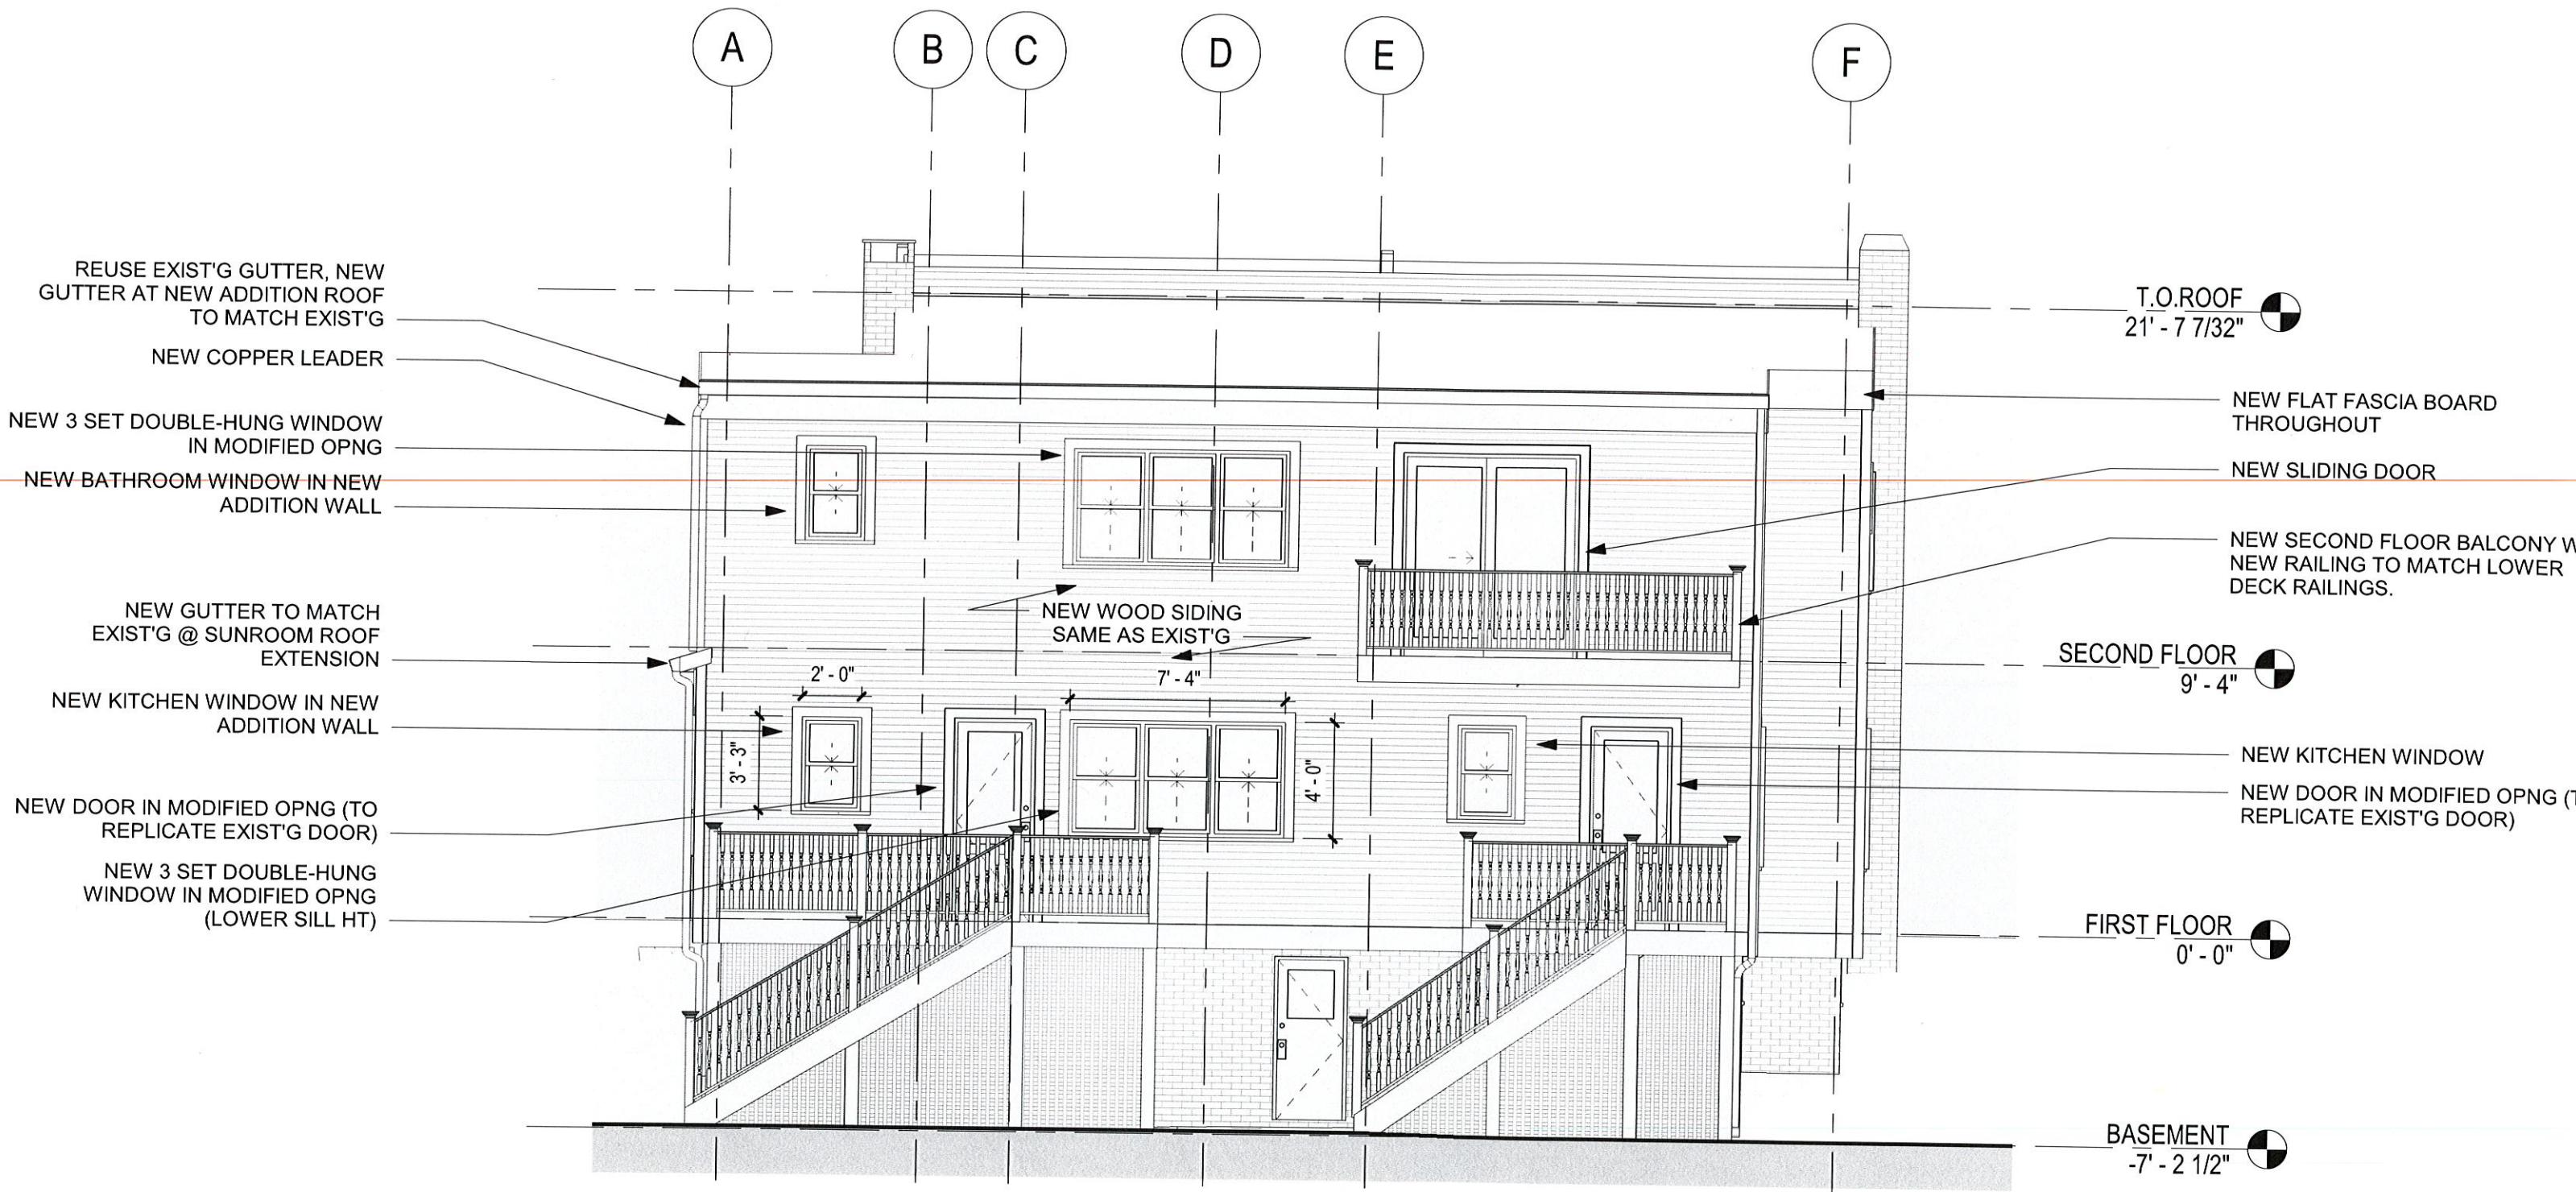 A
B
C
D
E
F
REUSE EXIST'G GUTTER, NEW
GUTTER AT NEW ADDITION ROOF
TO MATCH EXIST'G
NEW COPPER LEADER
NEW 3 SET DOUBLE-HUNG WINDOW
IN MODIFIED OPNG
NEW BATHROOM WINDOW IN NEW
ADDITION WALL
NEW GUTTER TO MATCH
EXIST'G @ SUNROOM ROOF
EXTENSION
NEW KITCHEN WINDOW IN NEW
ADDITION WALL
NEW DOOR IN MODIFIED OPNG (TO
REPLICATE EXIST'G DOOR)
NEW 3 SET DOUBLE-HUNG
WINDOW IN MODIFIED OPNG
(LOWER SILL HT)
NEW WOOD SIDING
SAME AS EXIST'G
2' - 0"
7' - 4"
3' - 3"
4' - 0"
T.O.ROOF
21' - 7 7/32"
NEW FLAT FASCIA BOARD
THROUGHOUT
NEW SLIDING DOOR
NEW SECOND FLOOR BALCONY W
NEW RAILING TO MATCH LOWER
DECK RAILINGS.
SECOND FLOOR
9' - 4"
NEW KITCHEN WINDOW
NEW DOOR IN MODIFIED OPNG (T
REPLICATE EXIST'G DOOR)
FIRST FLOOR
0' - 0"
BASEMENT
-7' - 2 1/2"